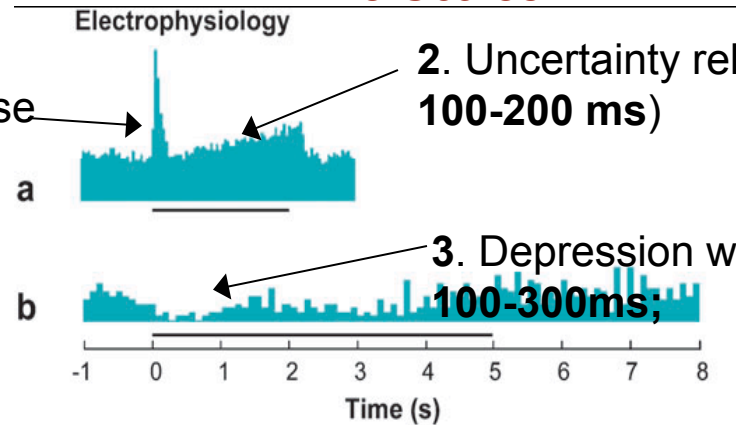 Electrophysiology
2. Uncertainty rel
100-200 ms)
se
a
3. Depression w
100-300ms;
b
-1 0 1 2 3 4 5 6 7 8
Time (s)